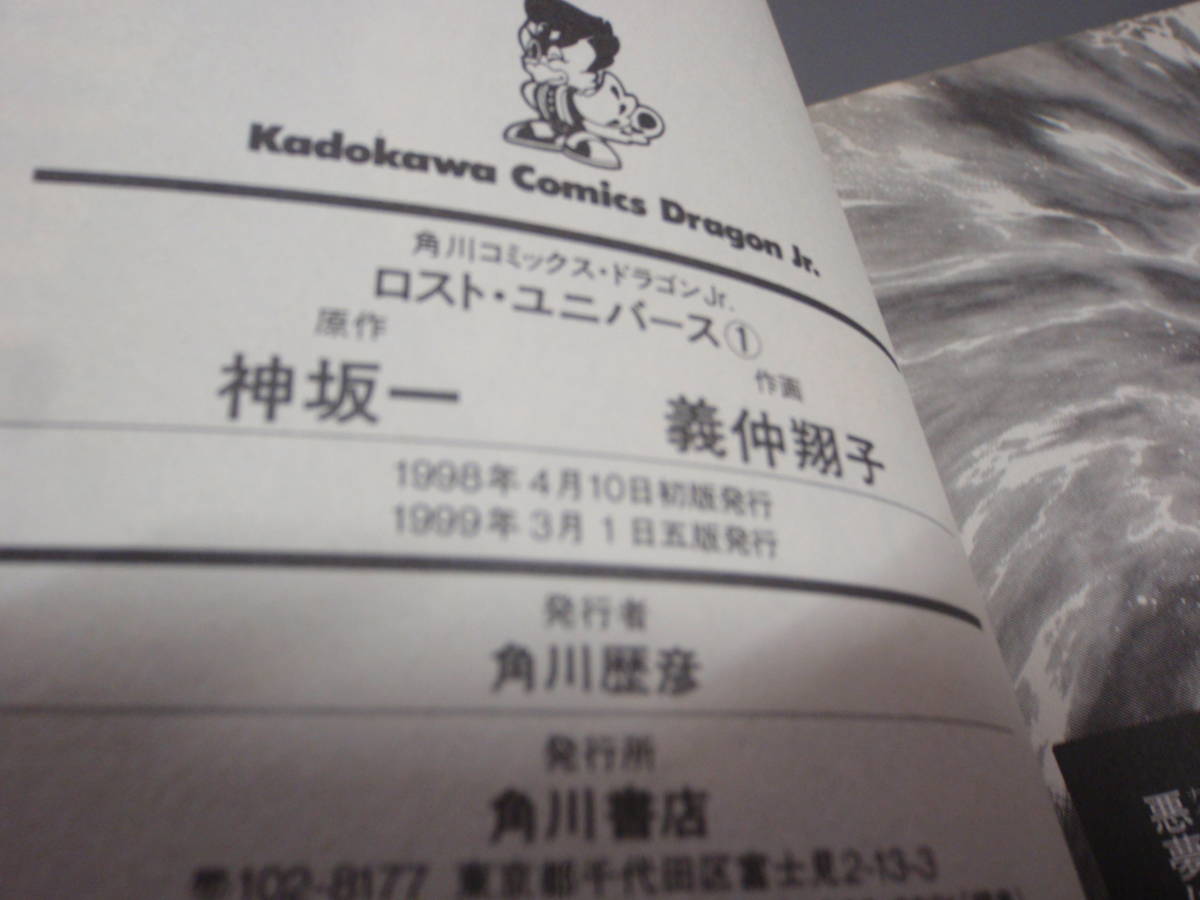 Kadokawa Comics Dragon Jr.
角川コミックス・ドラゴンJr.
ロスト・ユニバース①
原作
神坂一
作画
義仲翔子
1998年4月10日初版発行
1999年3月1日五版発行
発行者
角川歴彦
発行所
角川書店
〒102-8177 東京都千代田区富士見2-13-3
悪夢